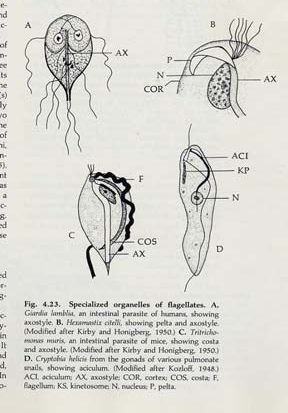 A
B
AX
P
N
COR
AX
F
C
COS
AX
ACI
KP
N
D
Fig. 4.23. Specialized organelles of flagellates. A.
Giardia lamblia, an intestinal parasite of humans, showing
axostyle. B. Hexamastix citelli, showing pelta and axostyle.
(Modified after Kirby and Honigberg, 1950.) C. Tritricho-
monas muris, an intestinal parasite of mice, showing costa
and axostyle. (Modified after Kirby and Honigberg, 1950.)
D. Cryptobia helicis from the gonads of various pulmonate
snails, showing aciculum. (Modified after Kozloff, 1948.)
ACI, aciculum; AX, axostyle; COR, cortex; COS, costa; F,
flagellum; KS, kinetosome; N, nucleus; P, pelta.